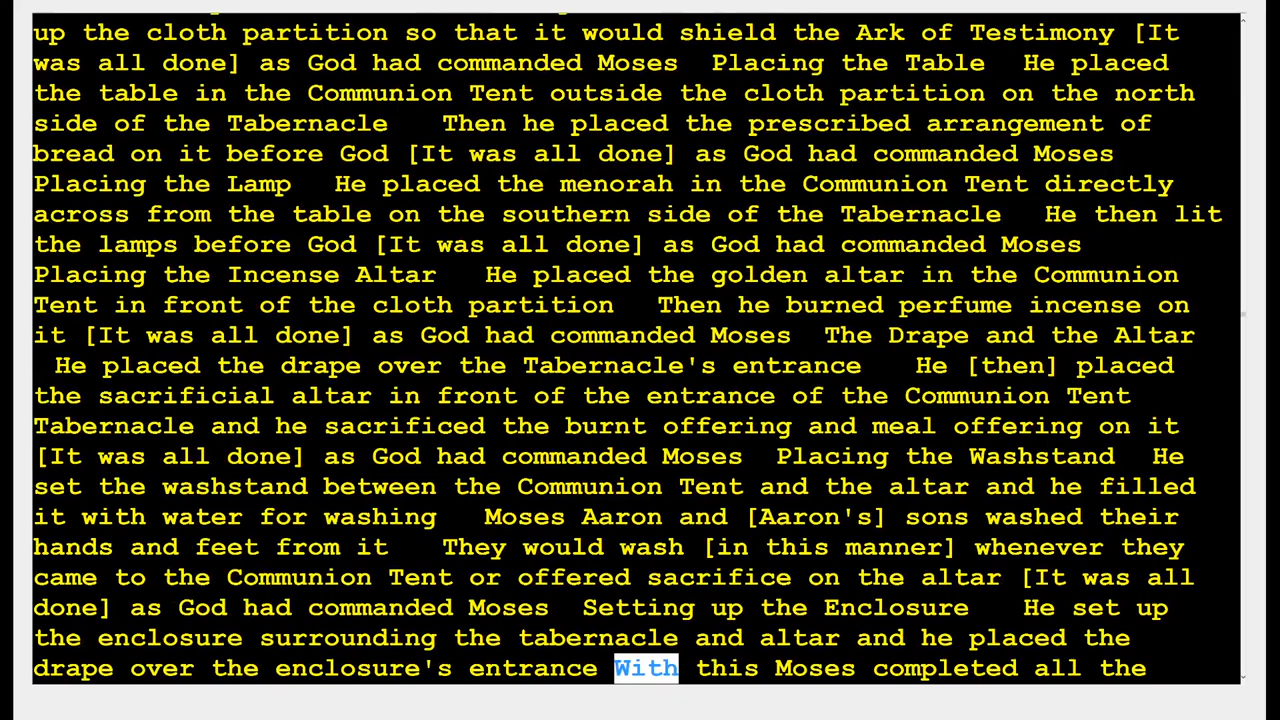 up the cloth partition so that it would shield the Ark of Testimony [It
was all done] as God had commanded Moses Placing the Table He placed
the table in the Communion Tent outside the cloth partition on the north
side of the Tabernacle Then he placed the prescribed arrangement of
bread on it before God [It was all done] as God had commanded Moses
Placing the Lamp He placed the menorah in the Communion Tent directly
across from the table on the southern side of the Tabernacle He then lit
the lamps before God [It was all done] as God had commanded Moses
Placing the Incense Altar He placed the golden altar in the Communion
Tent in front of the cloth partition Then he burned perfume incense on
it [It was all done] as God had commanded Moses The Drape and the Altar
He placed the drape over the Tabernacle's entrance He [then] placed
the sacrificial altar in front of the entrance of the Communion Tent
Tabernacle and he sacrificed the burnt offering and meal offering on it
[It was all done] as God had commanded Moses Placing the Washstand He
set the washstand between the Communion Tent and the altar and he filled
it with water for washing Moses Aaron and [Aaron's] sons washed their
hands and feet from it They would wash [in this manner] whenever they
came to the Communion Tent or offered sacrifice on the altar [It was all
done] as God had commanded Moses Setting up the Enclosure He set up
the enclosure surrounding the tabernacle and altar and he placed the
drape over the enclosure's entrance With this Moses completed all the